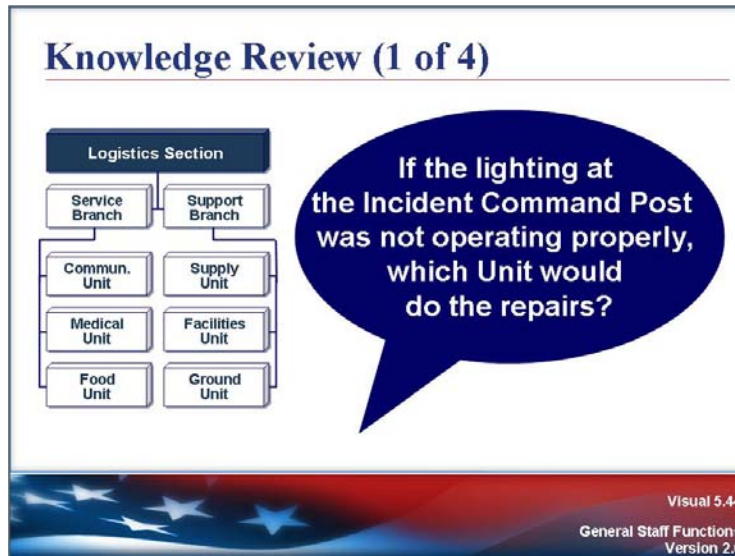 Knowledge Review (1 of 4)
Logistics Section
Service
Branch
Support
Branch
Commun.
Unit
Supply
Unit
Medical
Unit
Facilities
Unit
Food
Unit
Ground
Unit
If the lighting at
the Incident Command Post
was not operating properly,
which Unit would
do the repairs?
Visual 5.4
General Staff Function
Version 2.